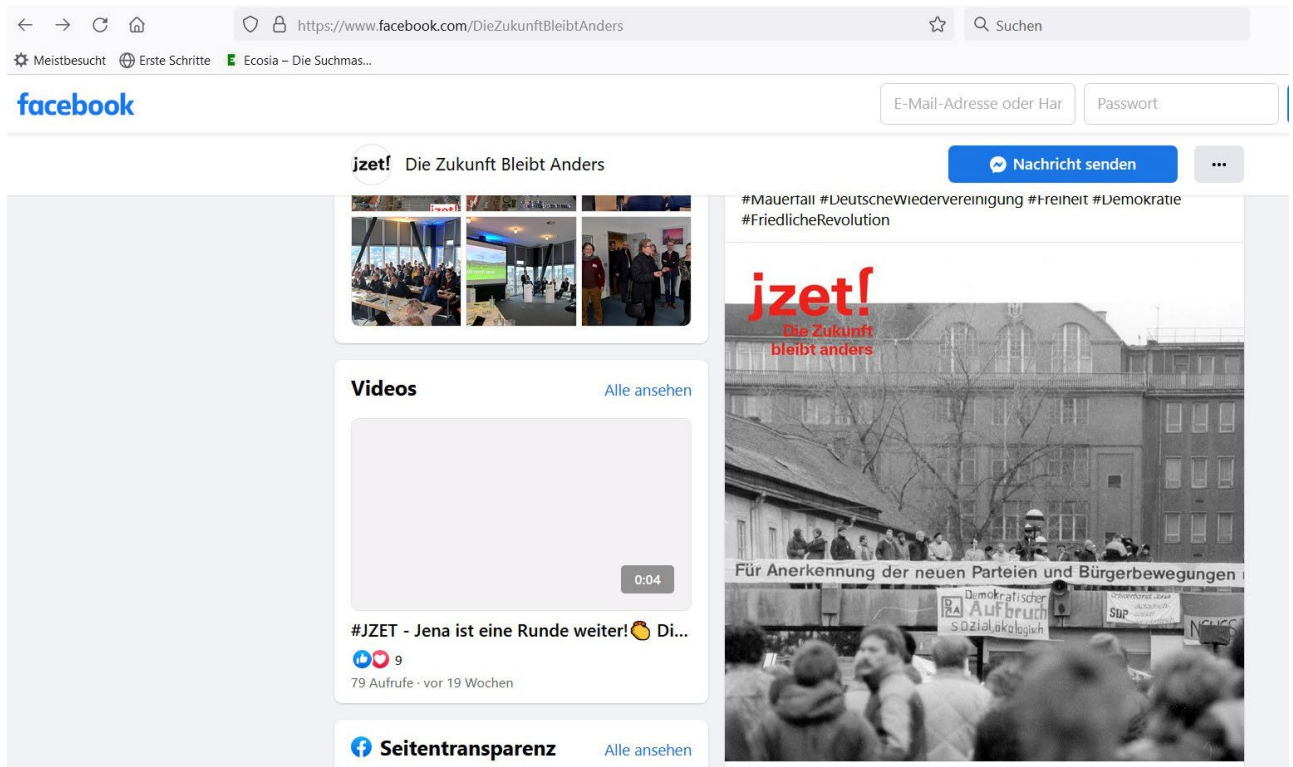 https://www.facebook.com/DieZukunftBleibtAnders
Suchen
Meistbesucht
Erste Schritte
Ecosia – Die Suchmas...
facebook
E-Mail-Adresse oder Har
Passwort
jzet!
Die Zukunft Bleibt Anders
Nachricht senden
#Mauerfall #DeutscheWiedervereinigung #Freiheit #Demokratie
#FriedlicheRevolution
jzet!
Die Zukunft
bleibt anders
Für Anerkennung der neuen Parteien und Bürgerbewegungen
DA
Demokratischer
Aufbruch
sozial, ökologisch
SDP
Videos
Alle ansehen
0:04
#JZET - Jena ist eine Runde weiter!👏 Di...
9
79 Aufrufe · vor 19 Wochen
Seitentransparenz
Alle ansehen